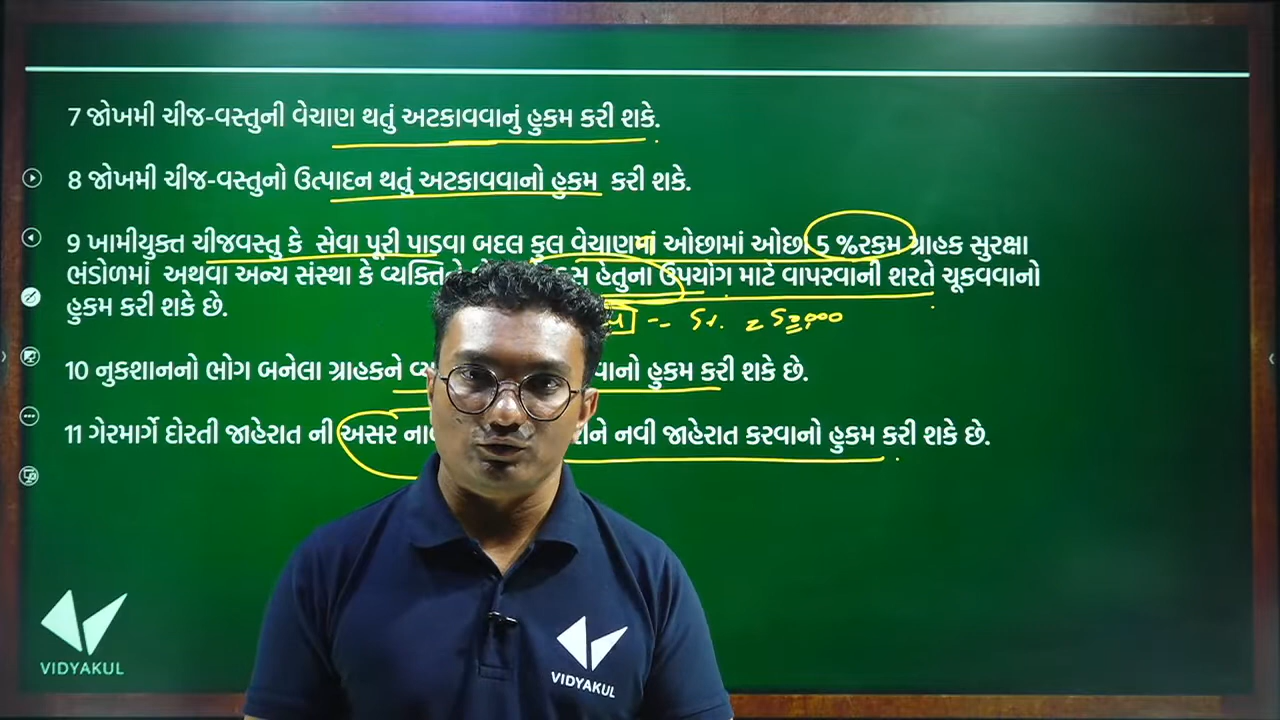 7 જોખમી ચીજ-વસ્તુની વેચાણ થતું અટકાવવાનું હુકમ કરી શકે.
8 જોખમી ચીજ-વસ્તુનો ઉત્પાદન થતું અટકાવવાનો હુકમ કરી શકે.
9 ખામીયુક્ત ચીજવસ્તુ કે સેવા પૂરી પાડવા બદલ કુલ વેચાણમાં ઓછામાં ઓછા 5 %રકમ ગ્રાહક સુરક્ષા
ભંડોળમાં અથવા અન્ય સંસ્થા કે હેતુના ઉપયોગ માટે વાપરવાની શરતે ચૂકવવાનો
હુકમ કરી શકે છે.
10 નુકશાનનો ભોગ બનેલા ગ્રાહકને હુકમ કરી શકે છે.
11 ગેરમાર્ગે દોરતી જાહેરાત ની અસર નવી જાહેરાત કરવાનો હુકમ કરી શકે છે.
VIDYAKUL
VIDYAKUL